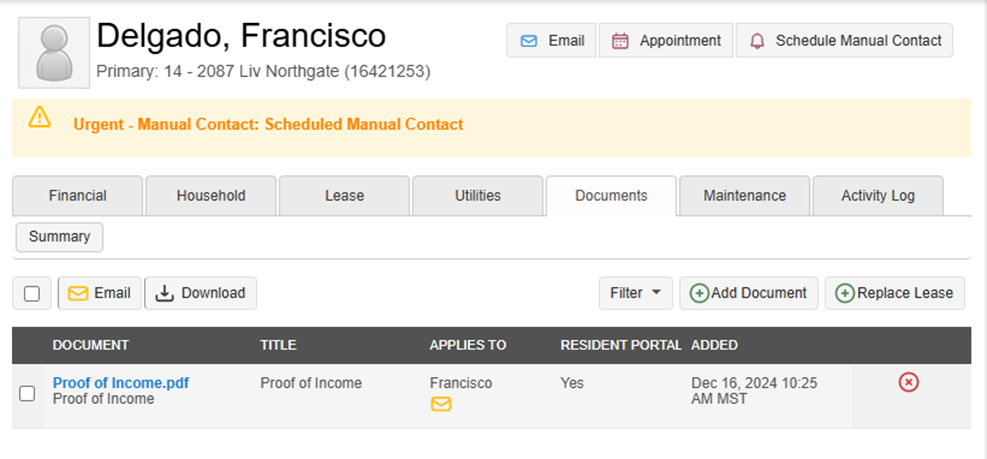 Delgado, Francisco
Email
Appointment
Schedule Manual Contact
Primary: 14 - 2087 Liv Northgate (16421253)
Urgent - Manual Contact: Scheduled Manual Contact
Financial
Household
Lease
Utilities
Documents
Maintenance
Activity Log
Summary
Email
Download
Filter
Add Document
Replace Lease
DOCUMENT
TITLE
APPLIES TO
RESIDENT PORTAL
ADDED
Proof of Income.pdf
Proof of Income
Proof of Income
Francisco
Yes
Dec 16, 2024 10:25
AM MST